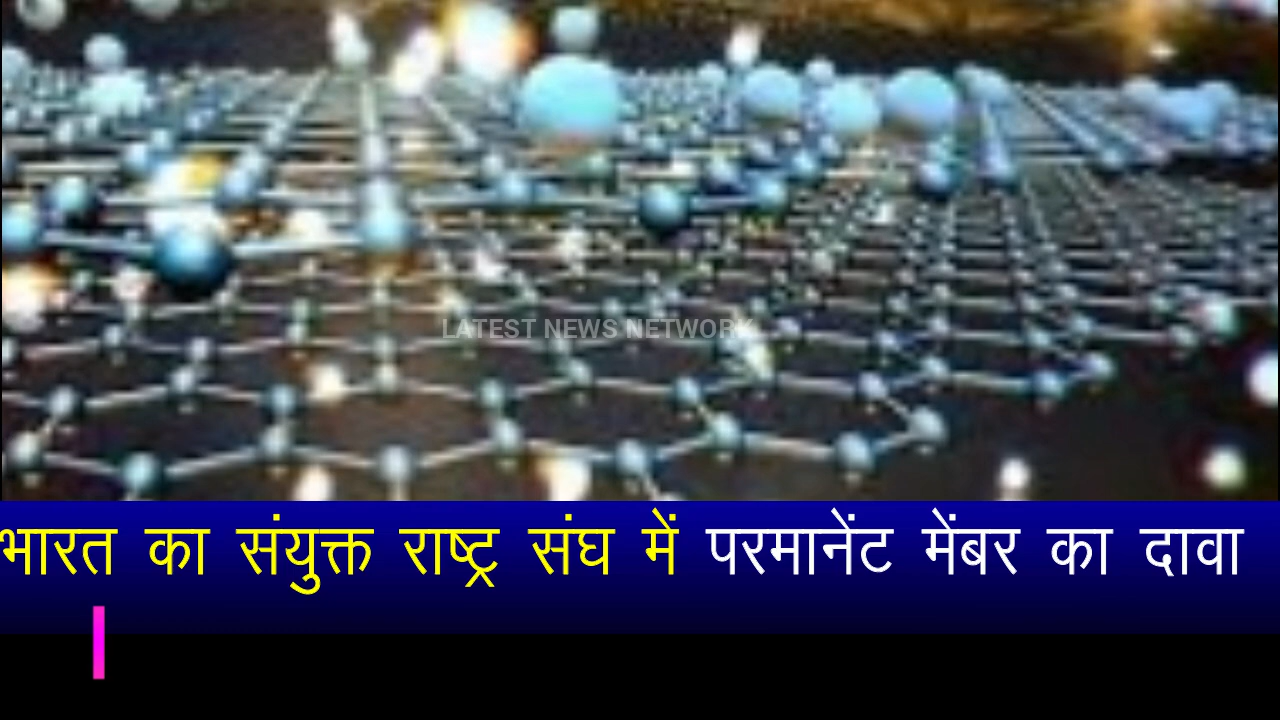 LATEST NEWS NETWORK
भारत का संयुक्त राष्ट्र संघ में परमानेंट मेंबर का दावा